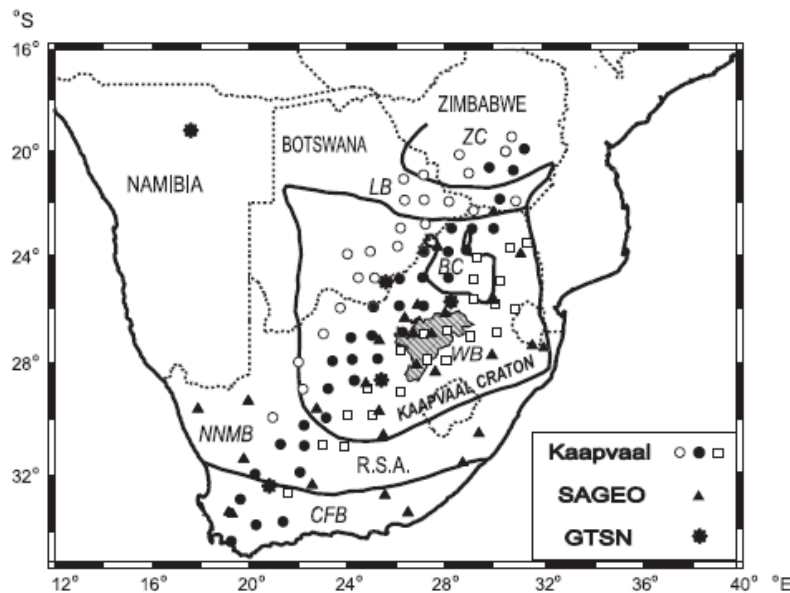 °S
16°
20°
24°
28°
32°
ZIMBABWE
ZC
BOTSWANA
NAMIBIA
LB
BC
WB
KAAPVAAL CRATON
NNMB
R.S.A.
CFB
Kaapvaal
SAGEO
GTSN
12° 16° 20° 24° 28° 32° 36° 40° °E